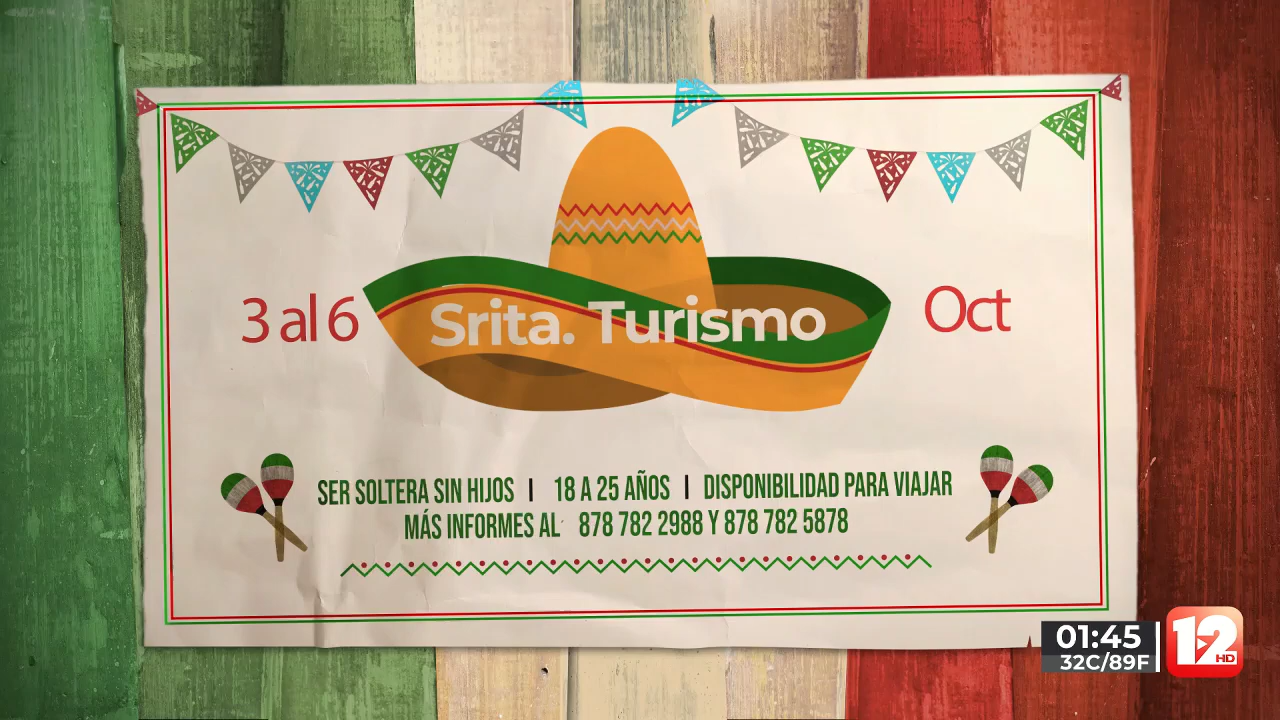 3 al 6
Srita. Turismo
Oct
SER SOLTERA SIN HIJOS | 18 A 25 AÑOS | DISPONIBILIDAD PARA VIAJAR
MÁS INFORMES AL 878 782 2988 Y 878 782 5878
01:45
32C/89F
12
HD